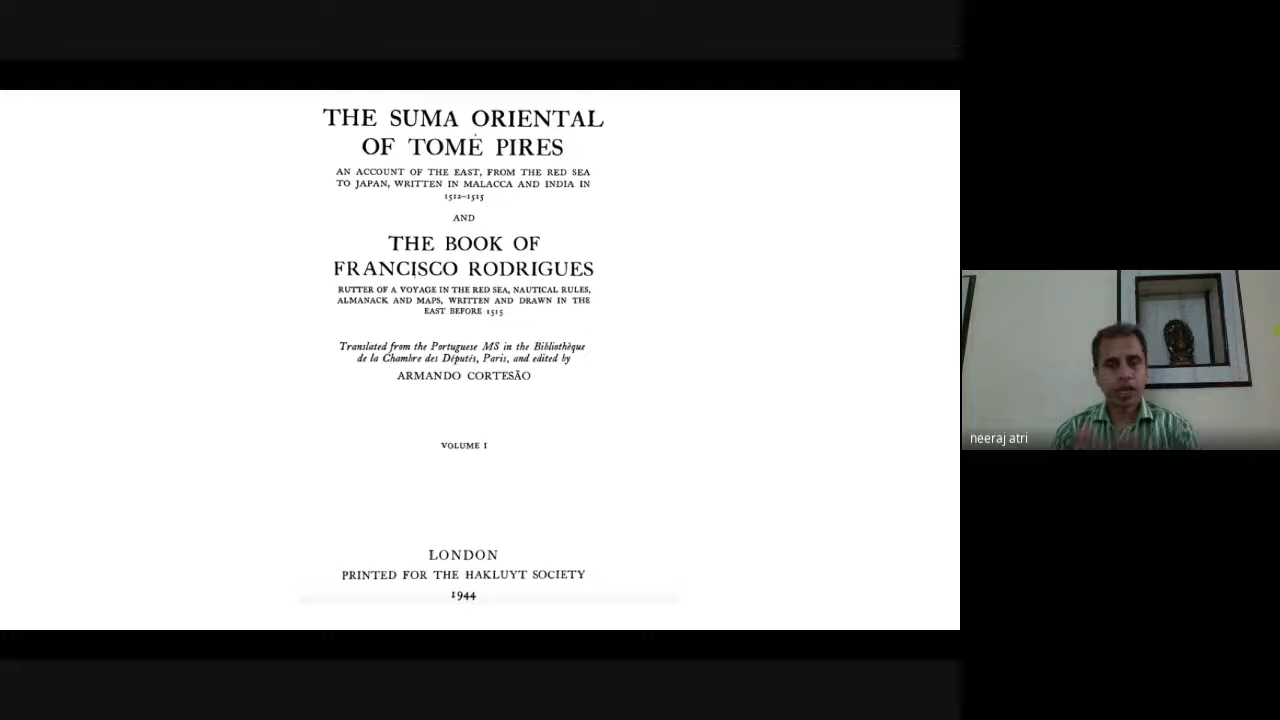 THE SUMA ORIENTAL
OF TOMÉ PIRES
AN ACCOUNT OF THE EAST, FROM THE RED SEA
TO JAPAN, WRITTEN IN MALACCA AND INDIA IN
1512–1515
AND
THE BOOK OF
FRANCISCO RODRIGUES
RUTTER OF A VOYAGE IN THE RED SEA, NAUTICAL RULES,
ALMANACK AND MAPS, WRITTEN AND DRAWN IN THE
EAST BEFORE 1515
Translated from the Portuguese MS in the Bibliothèque
de la Chambre des Députés, Paris, and edited by
ARMANDO CORTESÃO
VOLUME I
LONDON
PRINTED FOR THE HAKLUYT SOCIETY
1944
neeraj atri